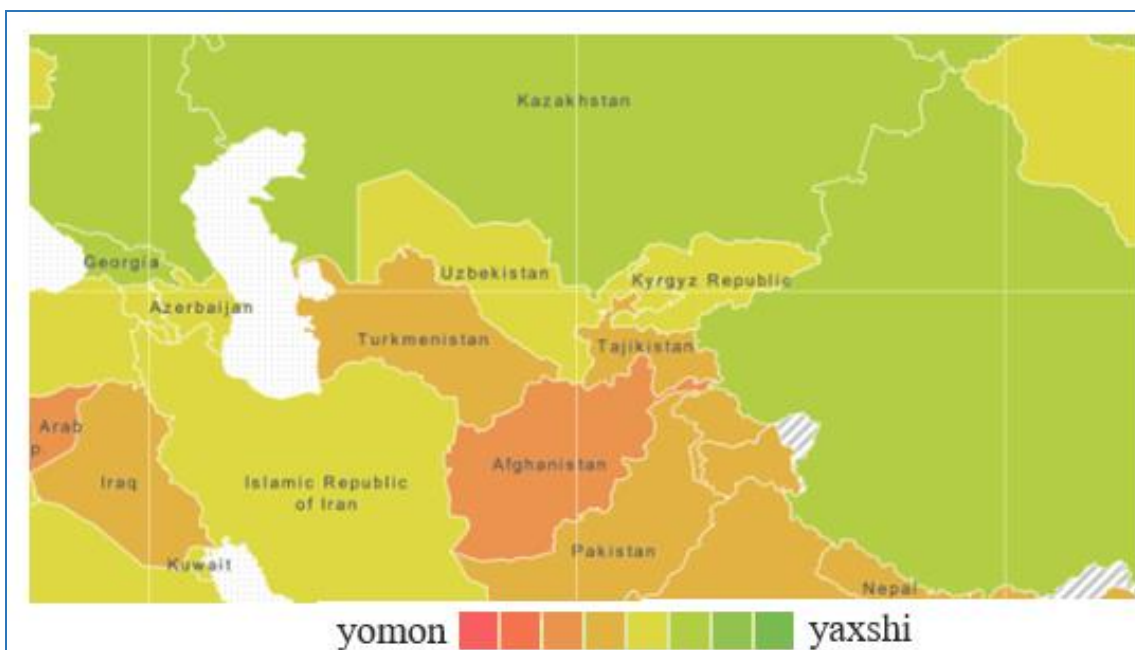 Kazakhstan
Georgia
Uzbekistan
Kyrgyz Republic
Azerbaijan
Turkmenistan
Tajikistan
Arab
p.
Afghanistan
Iraq
Islamic Republic
of Iran
Pakistan
Kuwait
Nepal
yomon yaxshi